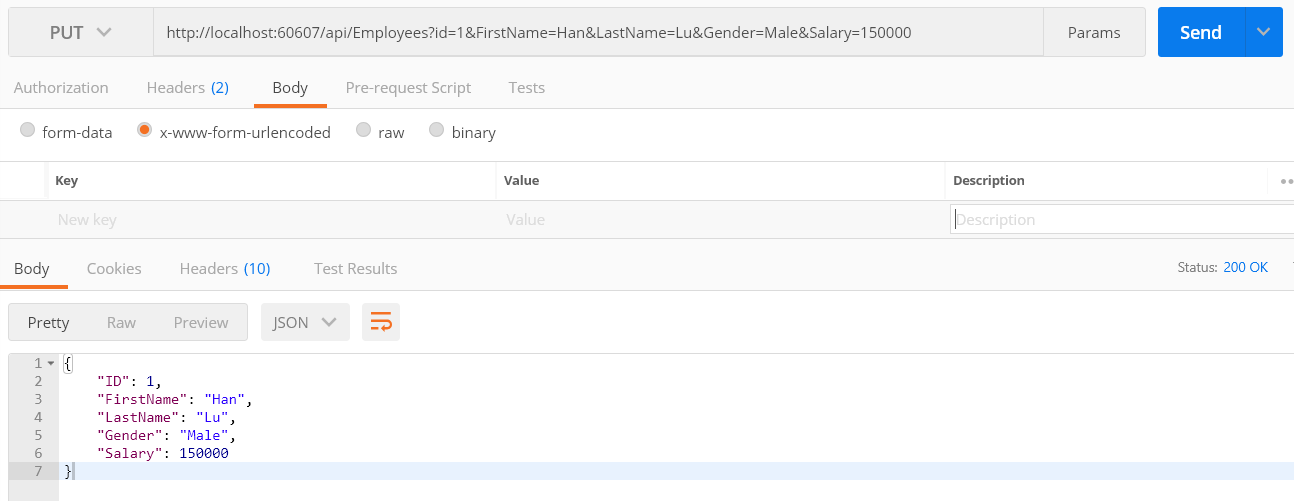 PUT http://localhost:60607/api/Employees?id=1&FirstName=Han&LastName=Lu&Gender=Male&Salary=150000 Params Send
Authorization Headers (2) Body Pre-request Script Tests
form-data x-www-form-urlencoded raw binary
Key Value Description
New key Value Description
Body Cookies Headers (10) Test Results Status: 200 OK
Pretty Raw Preview JSON
1 {
2 "ID": 1,
3 "FirstName": "Han",
4 "LastName": "Lu",
5 "Gender": "Male",
6 "Salary": 150000
7 }